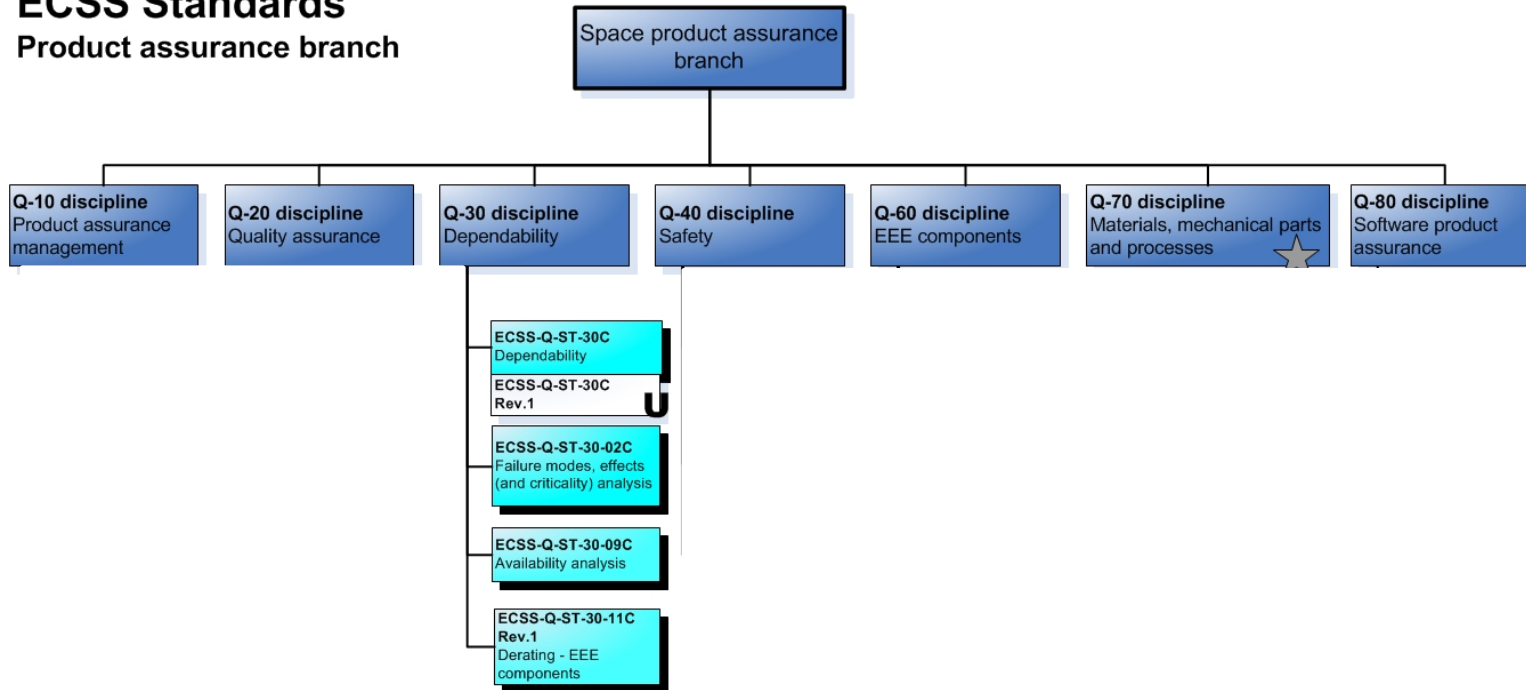 ECSS Standards
Product assurance branch
Space product assurance
branch
Q-10 discipline
Product assurance
management
Q-20 discipline
Quality assurance
Q-30 discipline
Dependability
Q-40 discipline
Safety
Q-60 discipline
EEE components
Q-70 discipline
Materials, mechanical parts
and processes
Q-80 discipline
Software product
assurance
ECSS-Q-ST-30C
Dependability
ECSS-Q-ST-30C
Rev.1
U
ECSS-Q-ST-30-02C
Failure modes, effects
(and criticality) analysis
ECSS-Q-ST-30-09C
Availability analysis
ECSS-Q-ST-30-11C
Rev.1
Derating - EEE
components